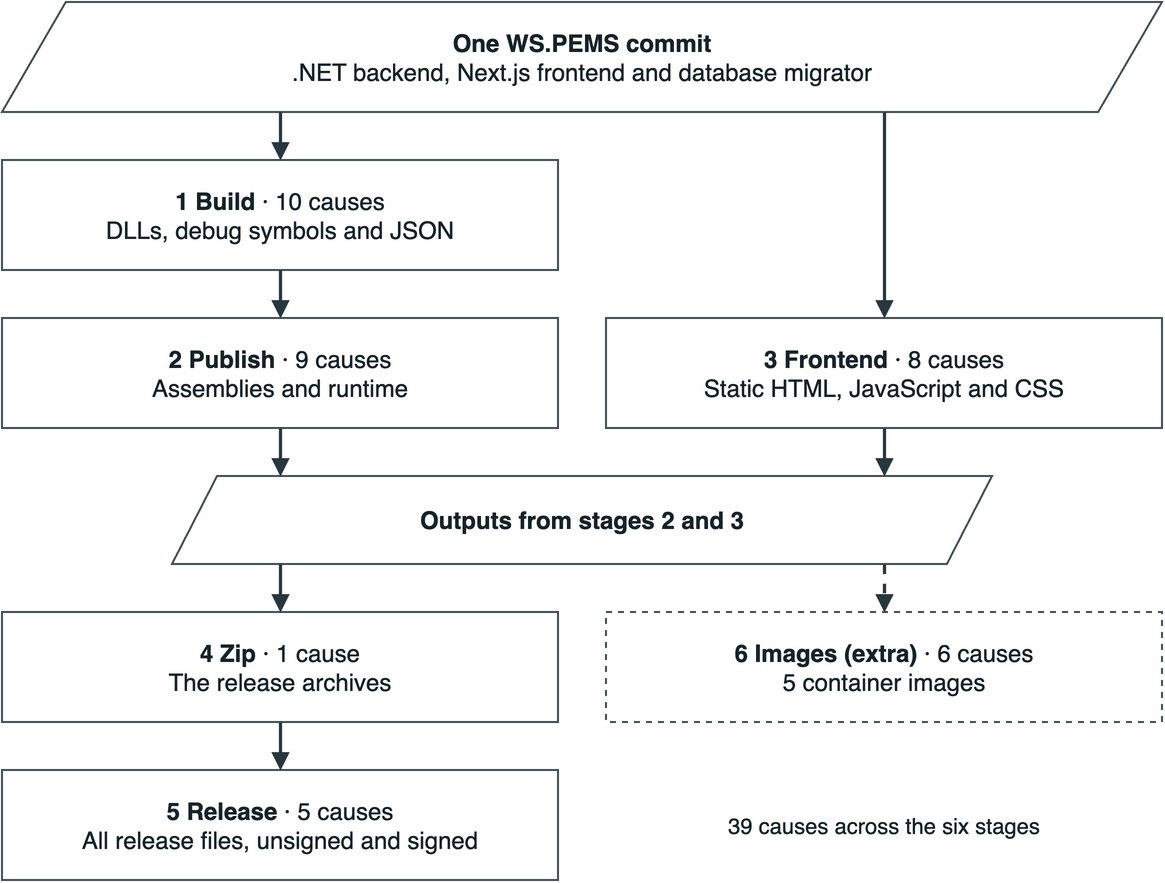 One WS.PEMS commit
.NET backend, Next.js frontend and database migrator
1 Build · 10 causes
DLLs, debug symbols and JSON
2 Publish · 9 causes
Assemblies and runtime
3 Frontend · 8 causes
Static HTML, JavaScript and CSS
Outputs from stages 2 and 3
4 Zip · 1 cause
The release archives
6 Images (extra) · 6 causes
5 container images
5 Release · 5 causes
All release files, unsigned and signed
39 causes across the six stages